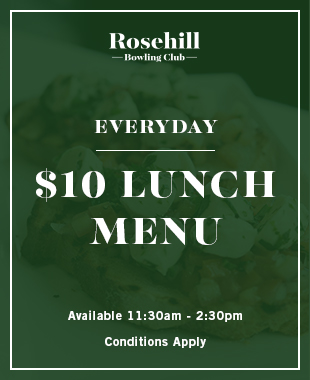 Rosehill
Bowling Club
EVERYDAY
$10 LUNCH
MENU
Available 11:30am - 2:30pm
Conditions Apply